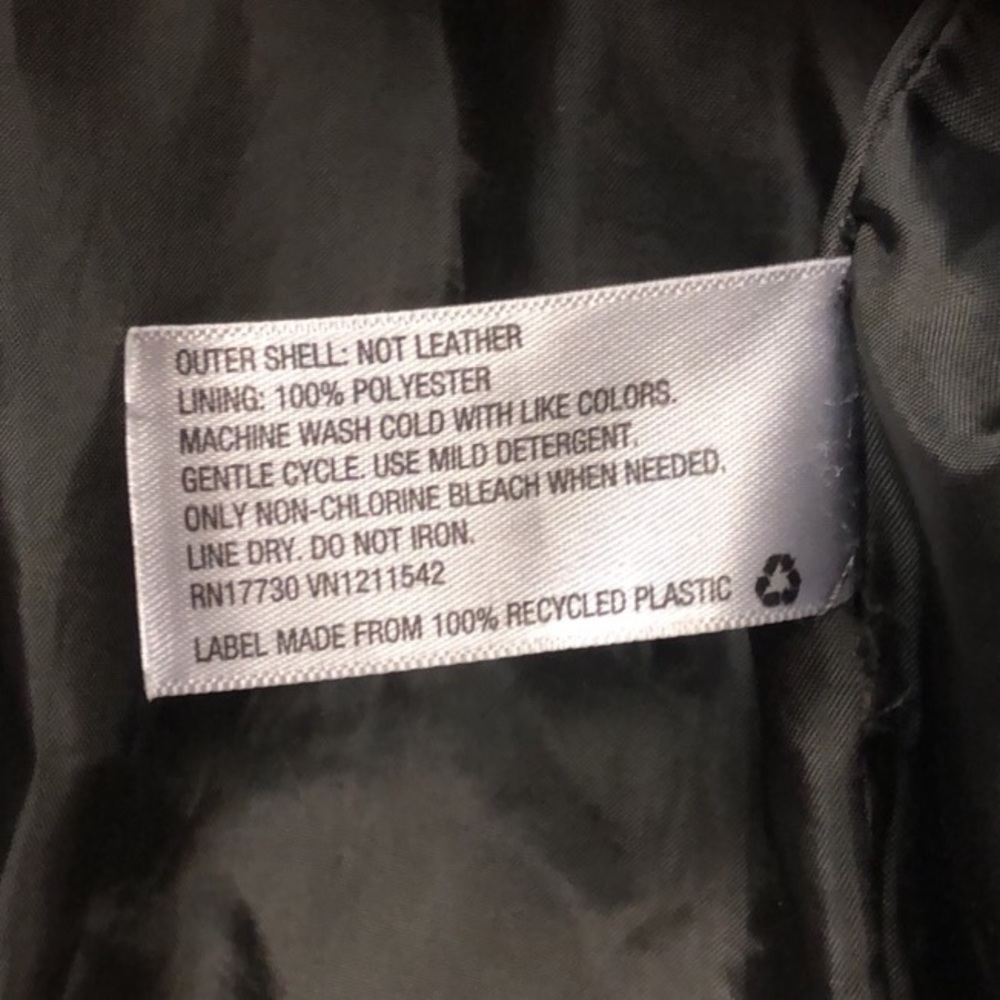 OUTER SHELL: NOT LEATHER
LINING: 100% POLYESTER
MACHINE WASH COLD WITH LIKE COLORS.
GENTLE CYCLE. USE MILD DETERGENT.
ONLY NON-CHLORINE BLEACH WHEN NEEDED.
LINE DRY. DO NOT IRON.
RN17730 VN1211542
LABEL MADE FROM 100% RECYCLED PLASTIC